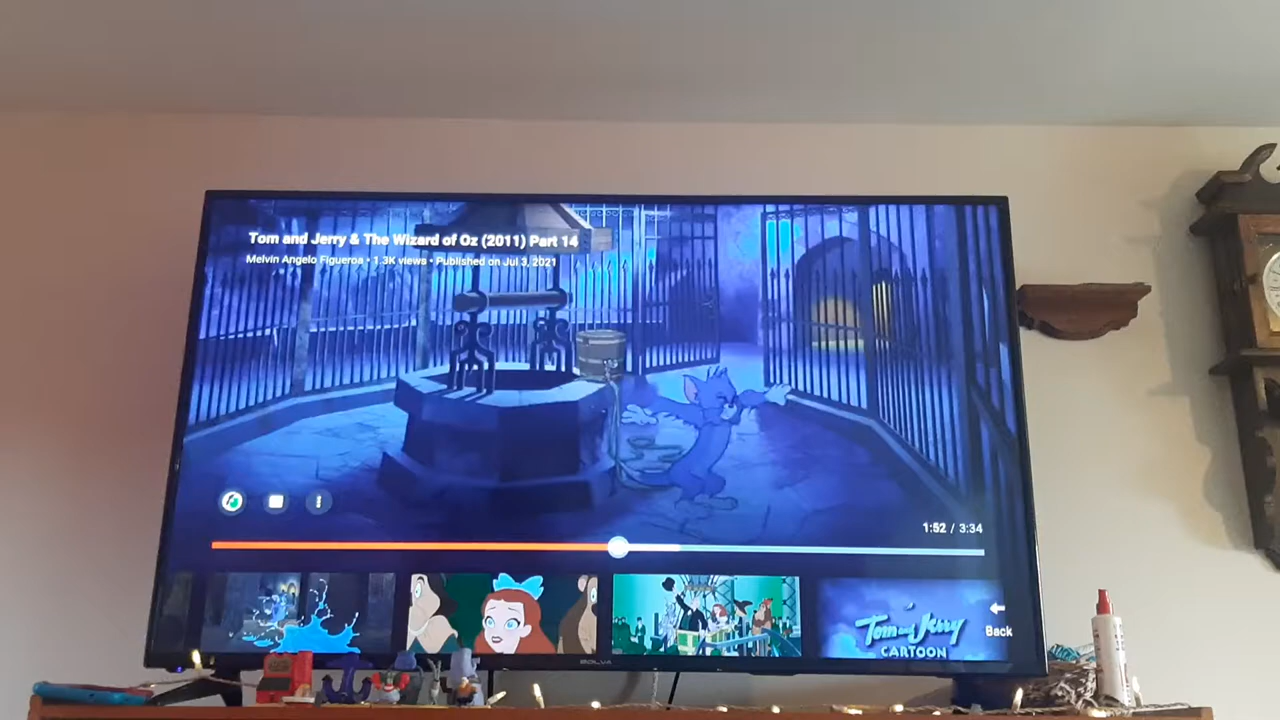 Tom and Jerry & The Wizard of Oz (2011) Part 14
Melvin Angelo Figueroa • 1.3K views • Published on Jul 3, 2021
1:52 / 3:34
Tom and Jerry
CARTOON
Back
BOLVA